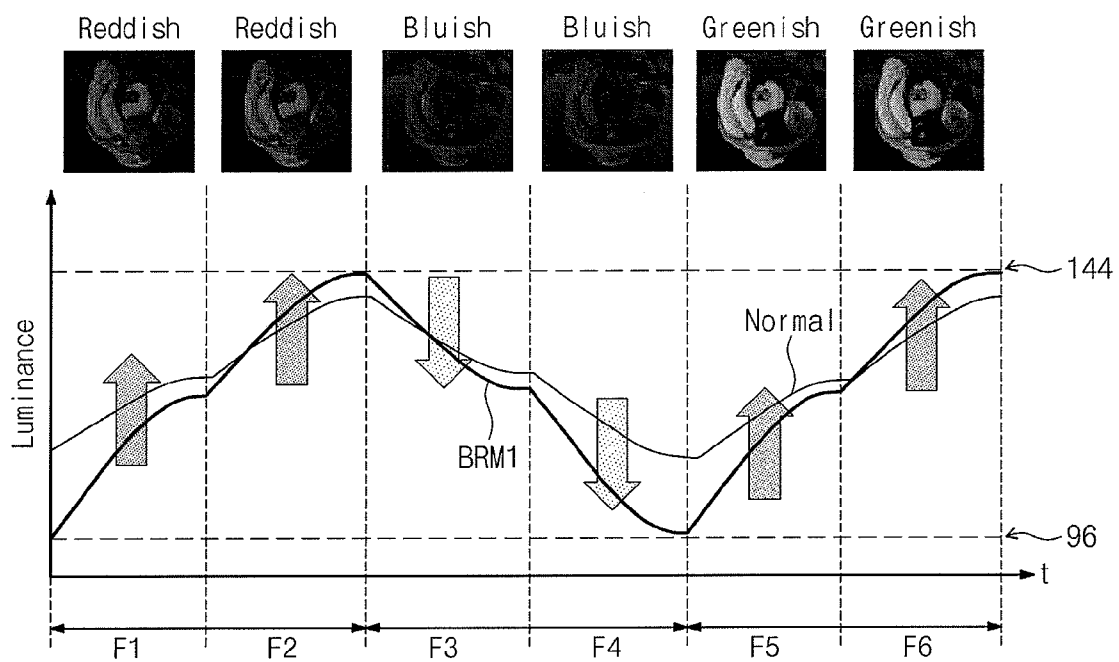 Reddish Reddish Bluish Bluish Greenish Greenish
144
Normal
Luminance
BRM1
96
t
F1 F2 F3 F4 F5 F6